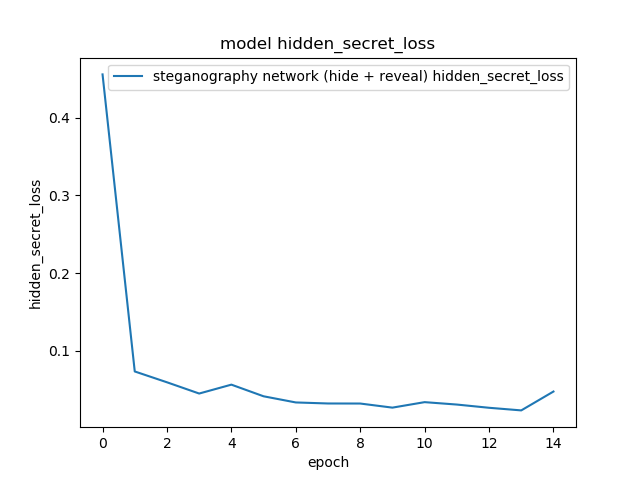 model hidden_secret_loss
steganography network (hide + reveal) hidden_secret_loss
hidden_secret_loss
0.4
0.3
0.2
0.1
0 2 4 6 8 10 12 14
epoch